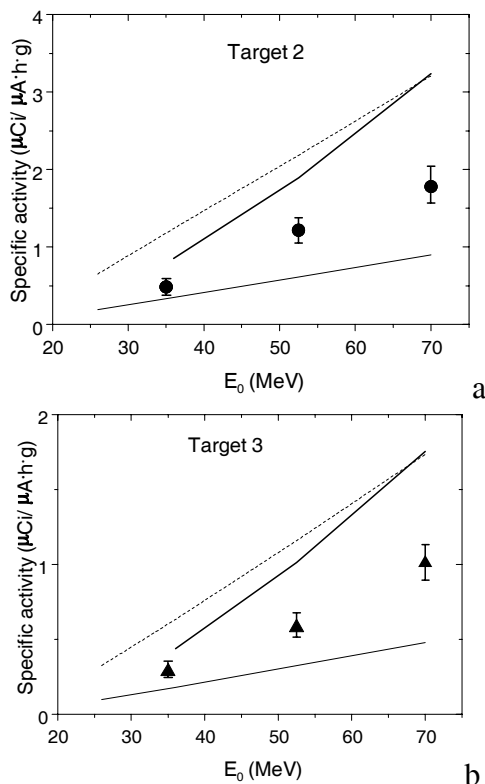 Target 2
Specific activity (μCi/ μA·h·g)
4
3
2
1
0
20 30 40 50 60 70
E₀ (MeV)
a
Target 3
Specific activity (μCi/ μA·h·g)
2
1
0
20 30 40 50 60 70
E₀ (MeV)
b